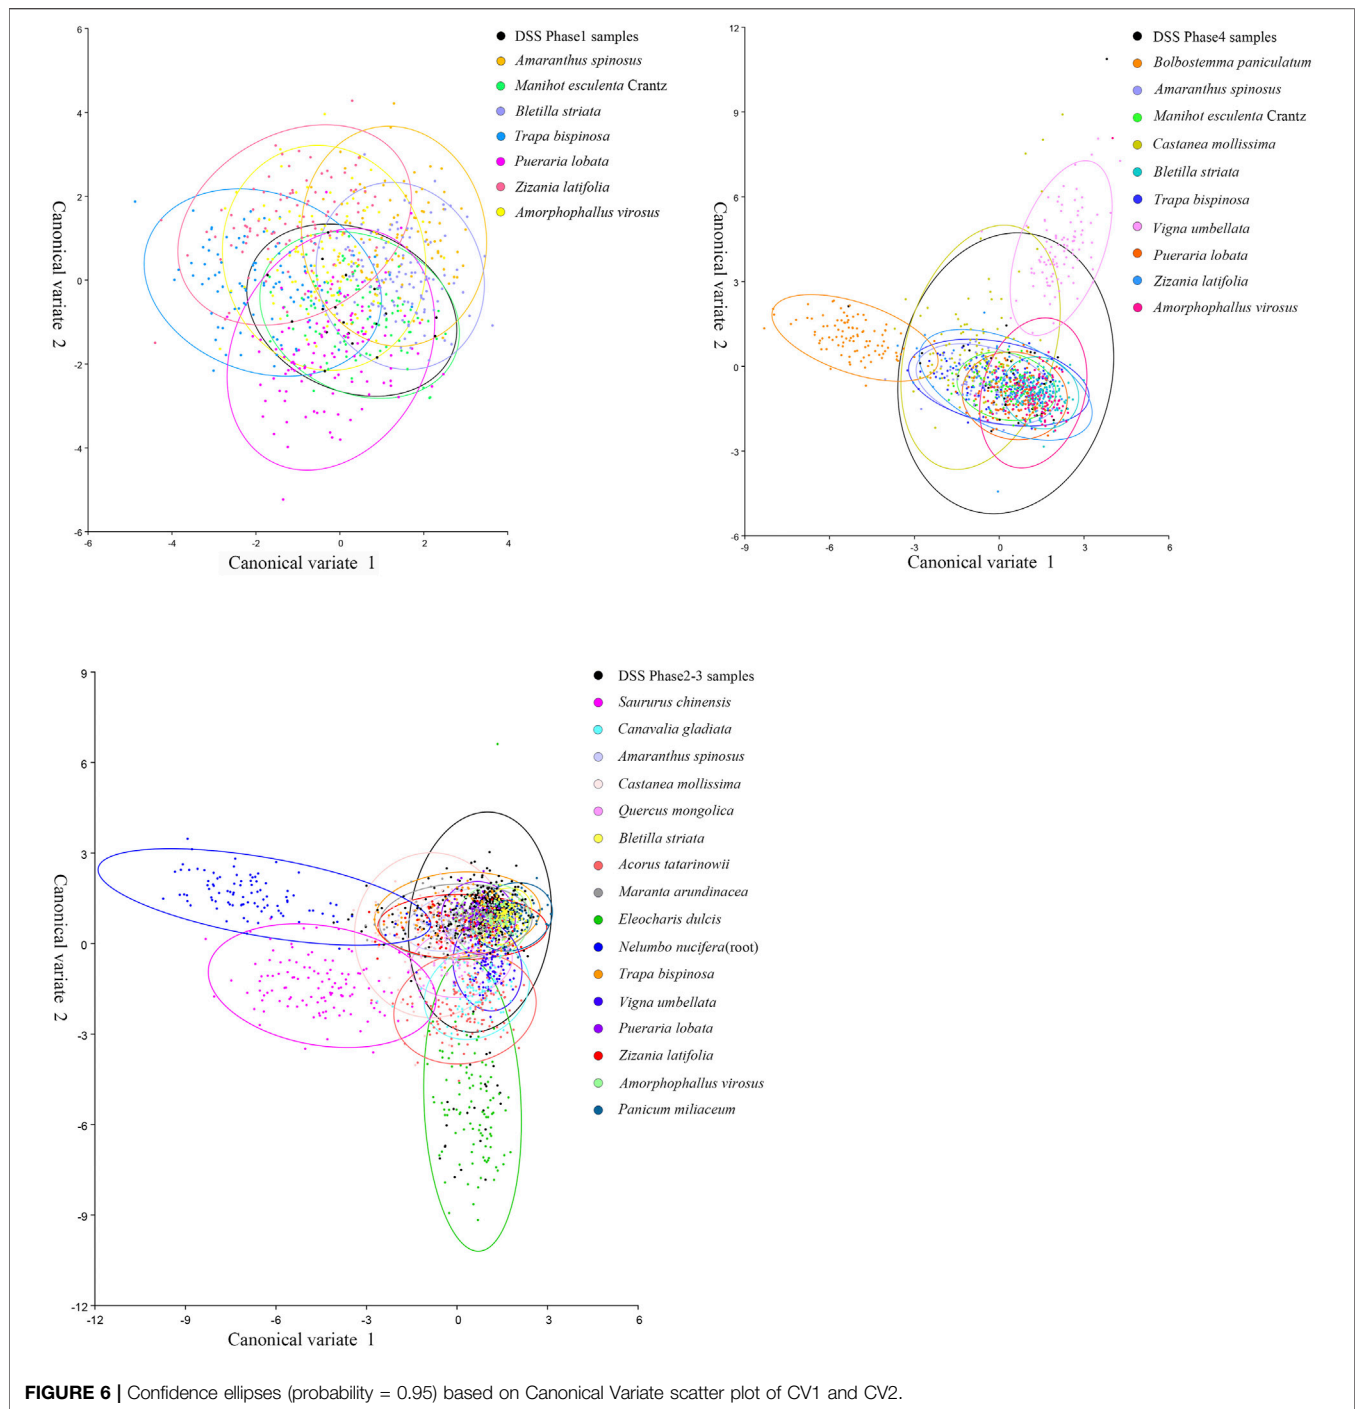 6
4
2
0
-2
-4
-6
-6
-4
-2
0
2
4
Canonical variate 2
Canonical variate 1
DSS Phase1 samples
Amaranthus spinosus
Manihot esculenta Crantz
Bletilla striata
Trapa bispinosa
Pueraria lobata
Zizania latifolia
Amorphophallus virosus
12
9
6
3
0
-3
-6
-9
-6
-3
0
3
6
Canonical variate 2
Canonical variate 1
DSS Phase4 samples
Bolbostemma paniculatum
Amaranthus spinosus
Manihot esculenta Crantz
Castanea mollissima
Bletilla striata
Trapa bispinosa
Vigna umbellata
Pueraria lobata
Zizania latifolia
Amorphophallus virosus
9
6
3
0
-3
-6
-9
-12
-12
-9
-6
-3
0
3
6
Canonical variate 2
Canonical variate 1
DSS Phase2-3 samples
Saururus chinensis
Canavalia gladiata
Amaranthus spinosus
Castanea mollissima
Quercus mongolica
Bletilla striata
Acorus tatarinowii
Maranta arundinacea
Eleocharis dulcis
Nelumbo nucifera(root)
Trapa bispinosa
Vigna umbellata
Pueraria lobata
Zizania latifolia
Amorphophallus virosus
Panicum miliaceum
FIGURE 6 | Confidence ellipses (probability = 0.95) based on Canonical Variate scatter plot of CV1 and CV2.